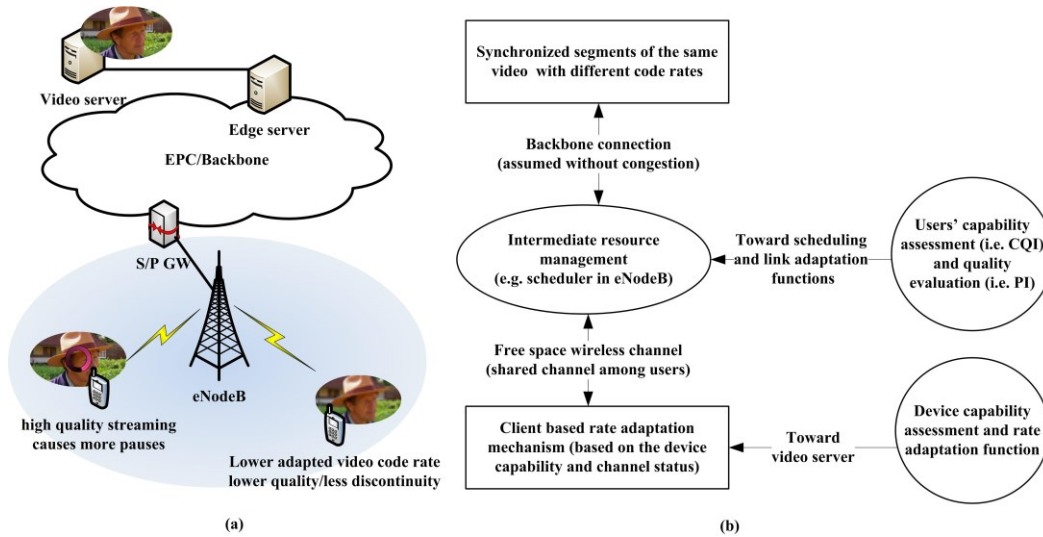 Video server
Edge server
EPC/Backbone
S/P GW
eNodeB
high quality streaming
causes more pauses
Lower adapted video code rate
lower quality/less discontinuity
(a)
Synchronized segments of the same
video with different code rates
Backbone connection
(assumed without congestion)
Intermediate resource
management
(e.g. scheduler in eNodeB)
Toward scheduling
and link adaptation
functions
Users' capability
assessment (i.e. CQI)
and quality
evaluation (i.e. PI)
Free space wireless channel
(shared channel among users)
Client based rate adaptation
mechanism (based on the device
capability and channel status)
Toward
video server
Device capability
assessment and rate
adaptation function
(b)